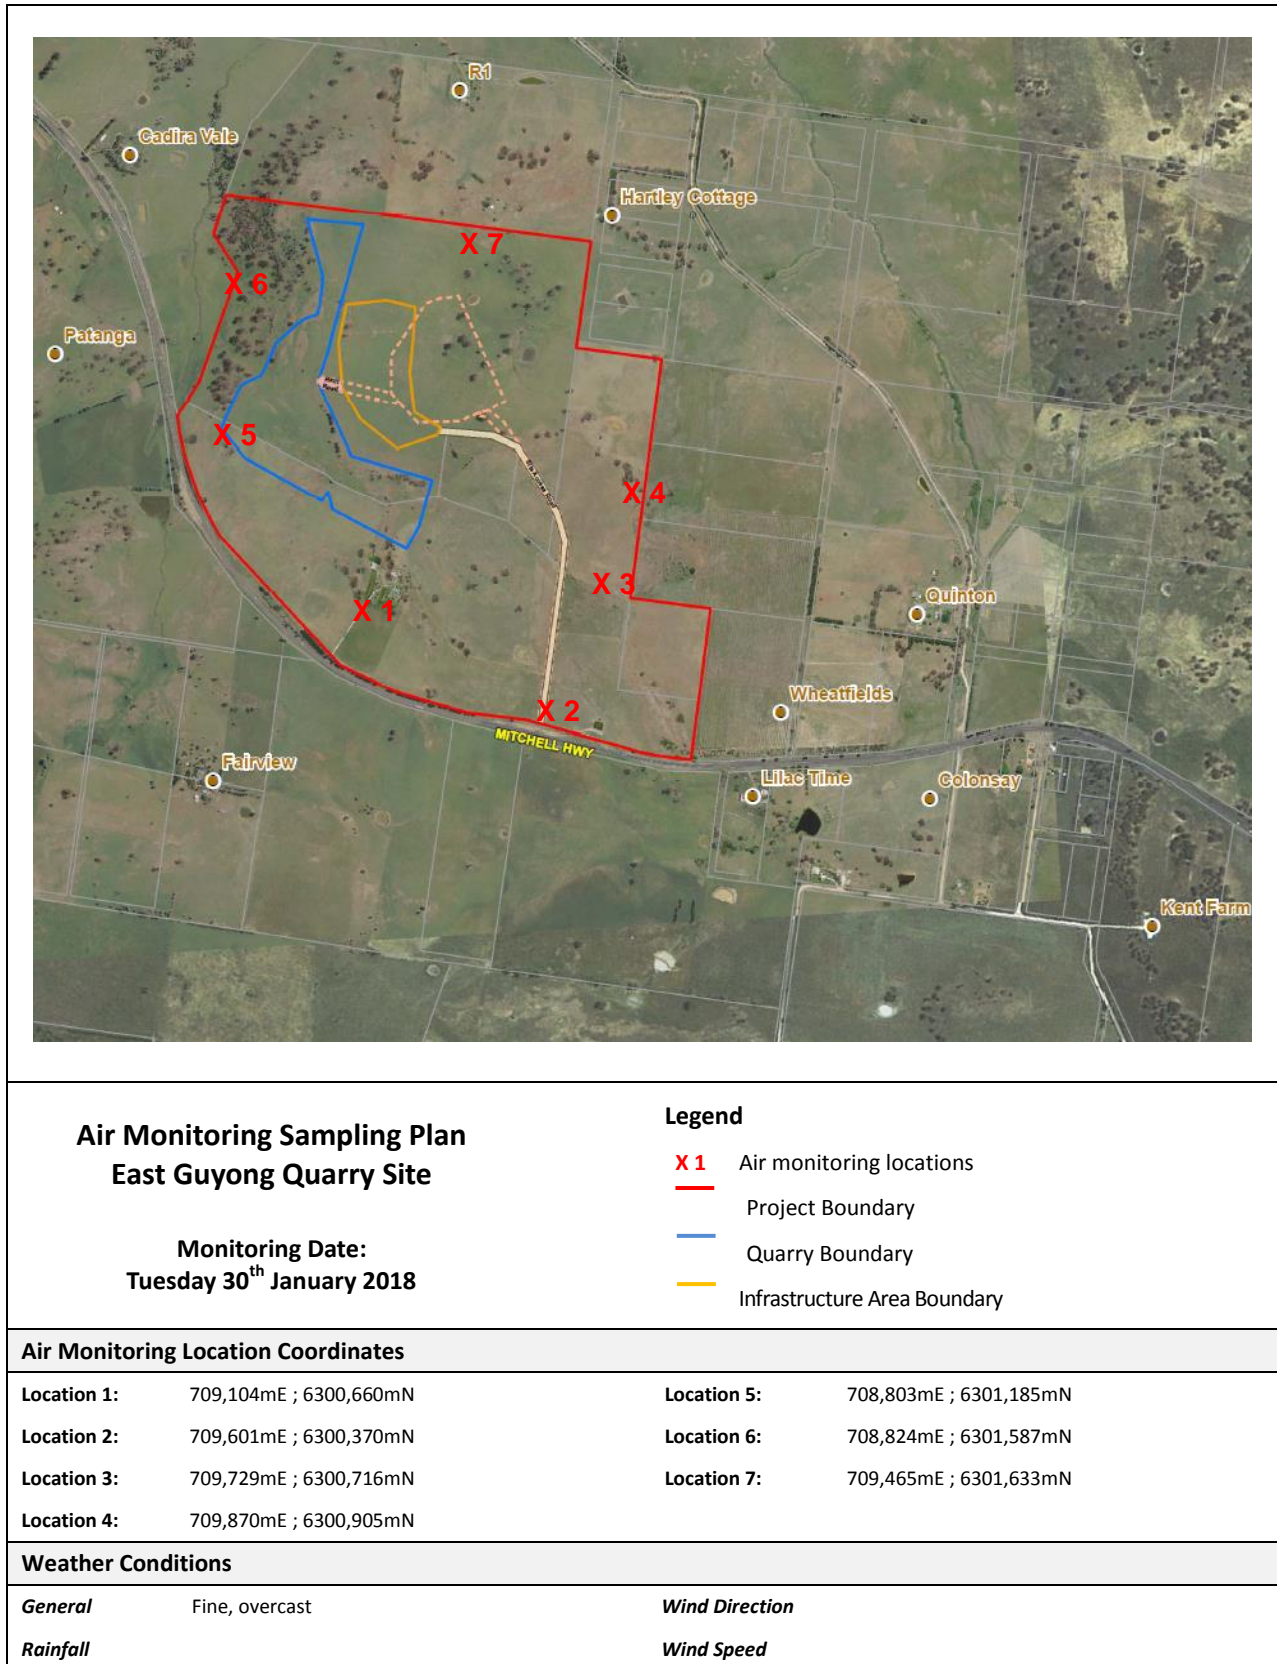 R1
Cadira Vale
Hartley Cottage
X 7
X 6
Patanga
X 5
X 4
X 3
Quinton
X 1
Wheatfields
X 2
MITCHELL HWY
Fairview
Lilac Time
Colonsay
Kent Farm
Air Monitoring Sampling Plan
East Guyong Quarry Site
Monitoring Date:
Tuesday 30th January 2018
Legend
X 1 Air monitoring locations
Project Boundary
Quarry Boundary
Infrastructure Area Boundary
Air Monitoring Location Coordinates
Location 1: 709,104mE ; 6300,660mN
Location 5: 708,803mE ; 6301,185mN
Location 2: 709,601mE ; 6300,370mN
Location 6: 708,824mE ; 6301,587mN
Location 3: 709,729mE ; 6300,716mN
Location 7: 709,465mE ; 6301,633mN
Location 4: 709,870mE ; 6300,905mN
Weather Conditions
General Fine, overcast
Wind Direction
Rainfall
Wind Speed